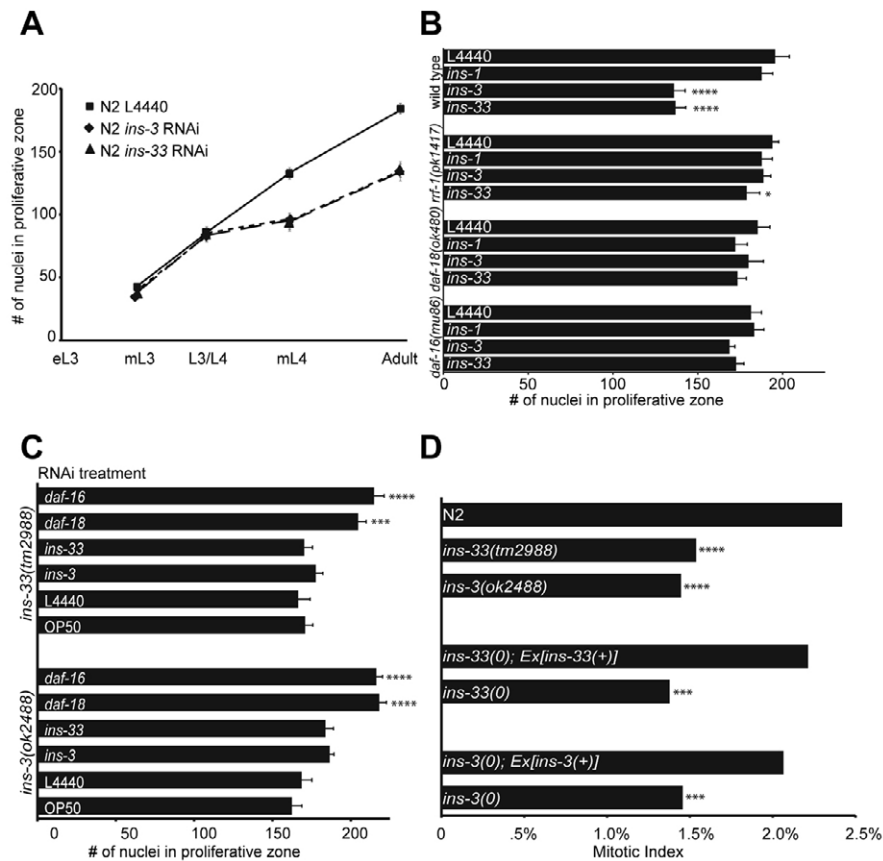 A
N2 L4440
N2 ins-3 RNAi
N2 ins-33 RNAi
# of nuclei in proliferative zone
200
150
100
50
0
eL3 mL3 L3/L4 mL4 Adult
B
wild type
L4440
ins-1
ins-3 ****
ins-33 ****
rrf-1(pk1417)
L4440
ins-1
ins-3
ins-33 *
daf-18(ok480)
L4440
ins-1
ins-3
ins-33
daf-16(mu86)
L4440
ins-1
ins-3
ins-33
0 50 100 150 200
# of nuclei in proliferative zone
C
RNAi treatment
ins-33(tm2988)
daf-16 ****
daf-18 ***
ins-33
ins-3
L4440
OP50
ins-3(ok2488)
daf-16 ****
daf-18 ****
ins-33
ins-3
L4440
OP50
0 50 100 150 200
# of nuclei in proliferative zone
D
N2
ins-33(tm2988) ****
ins-3(ok2488) ****
ins-33(0); Ex[ins-33(+)]
ins-33(0) ***
ins-3(0); Ex[ins-3(+)]
ins-3(0) ***
0 .5% 1.0% 1.5% 2.0% 2.5%
Mitotic Index